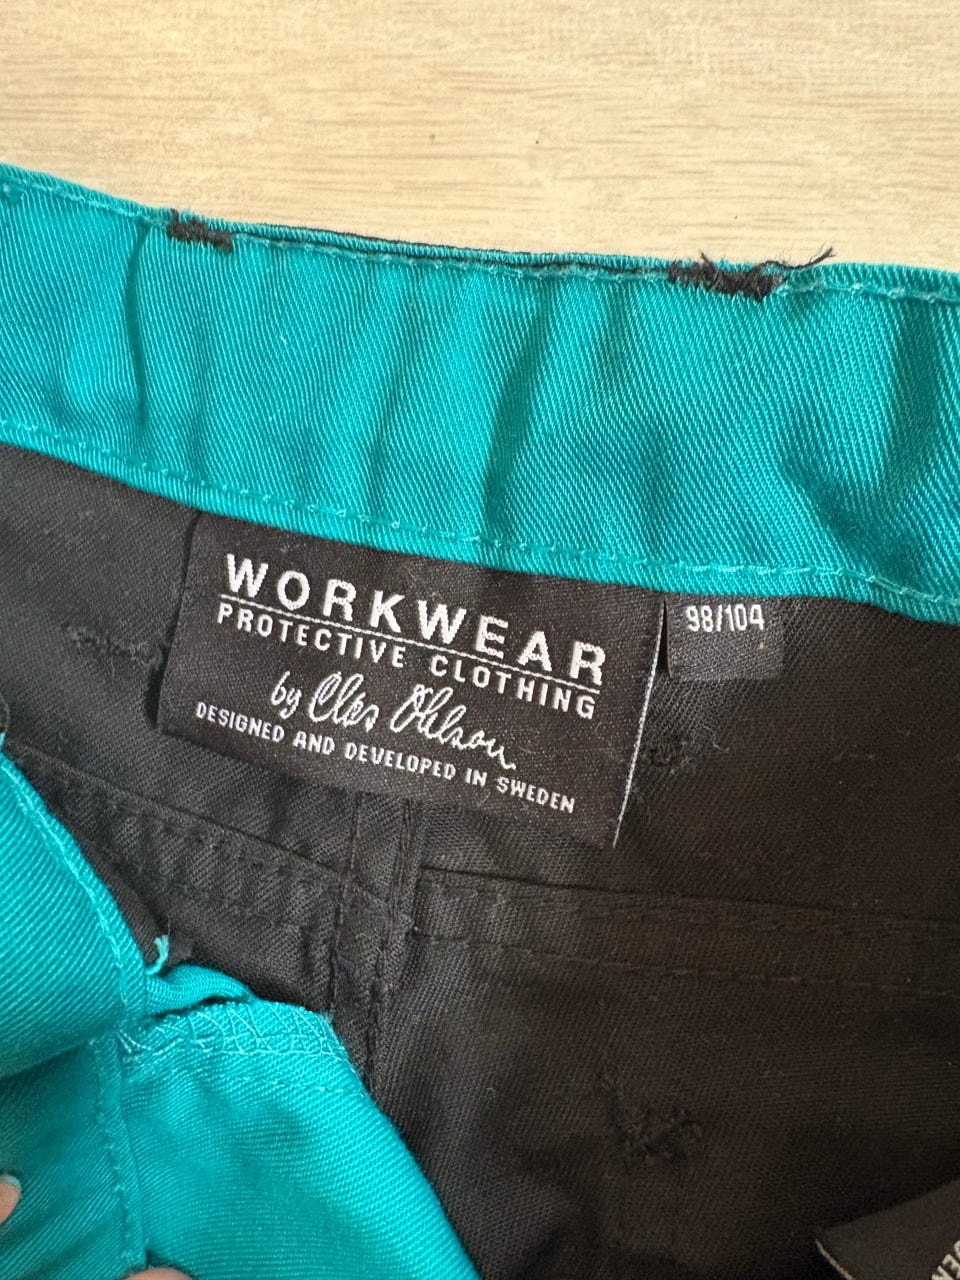 WORKWEAR
PROTECTIVE CLOTHING
by Clas Ohlson
DESIGNED AND DEVELOPED IN SWEDEN
98/104